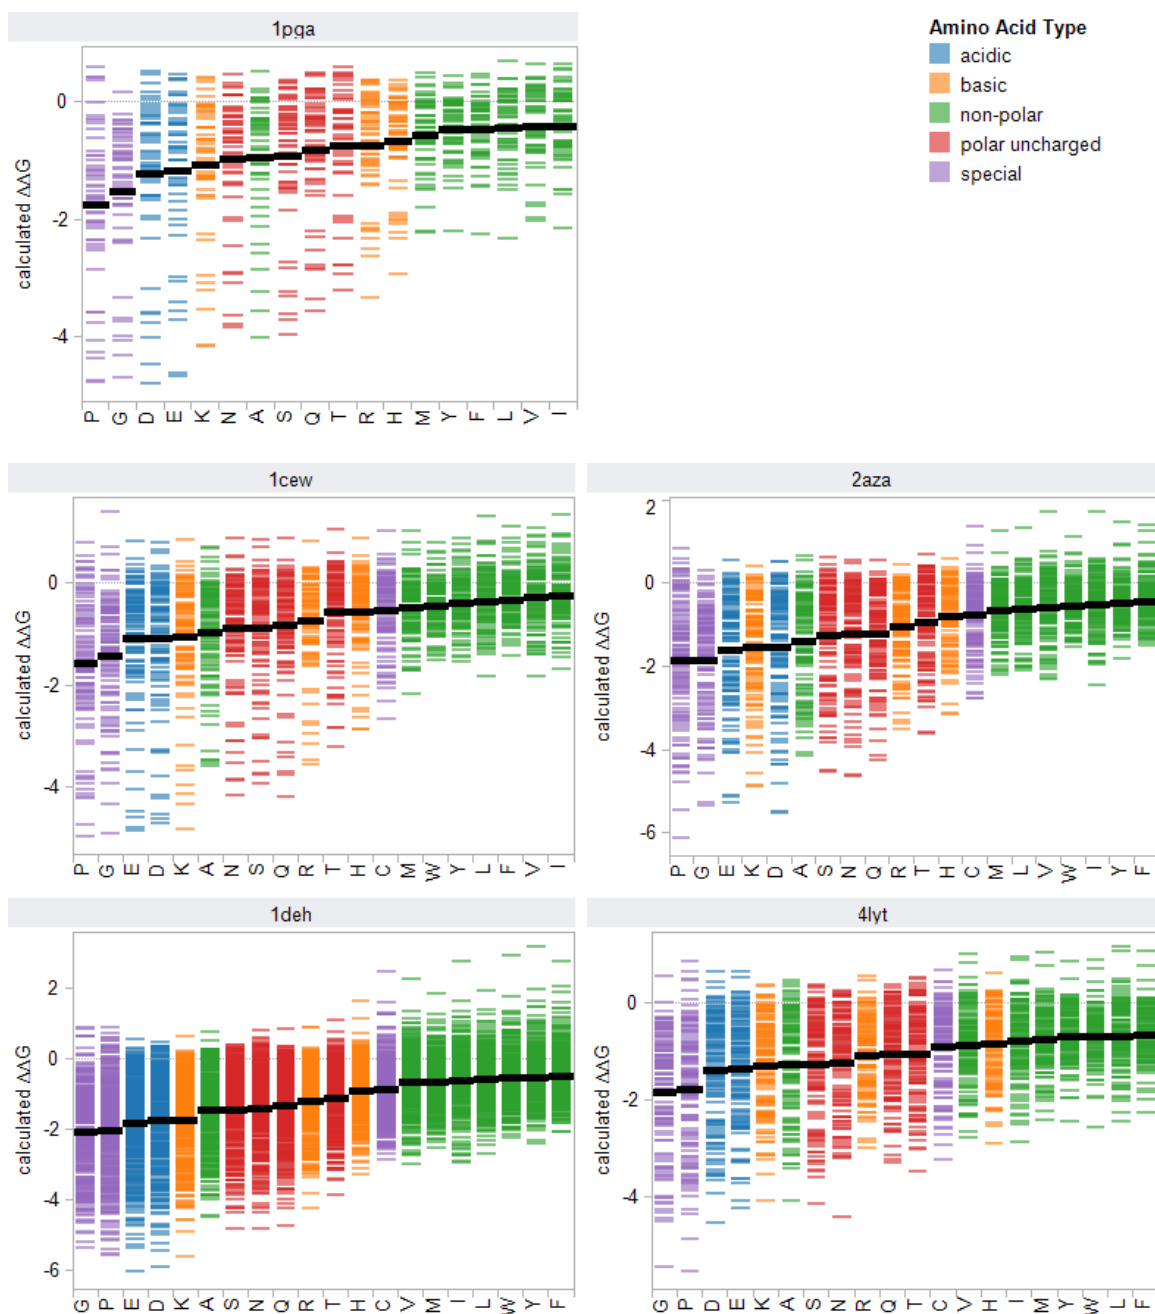 1pga
Amino Acid Type
acidic
basic
non-polar
polar uncharged
special
calculated ΔΔG
0
-2
-4
P G D E K N A S Q T R H M Y F L V I
1cew
calculated ΔΔG
0
-2
-4
P G E D K A N S Q R T H C M W Y L F V I
2aza
calculated ΔΔG
2
0
-2
-4
-6
P G E K D A S N Q R T H C M L V W I Y F
1deh
calculated ΔΔG
2
0
-2
-4
-6
G P E D K A S N Q R T H C V M I L W Y F
4lyt
calculated ΔΔG
0
-2
-4
G P D E K A S N R Q T C V H I M Y W L F